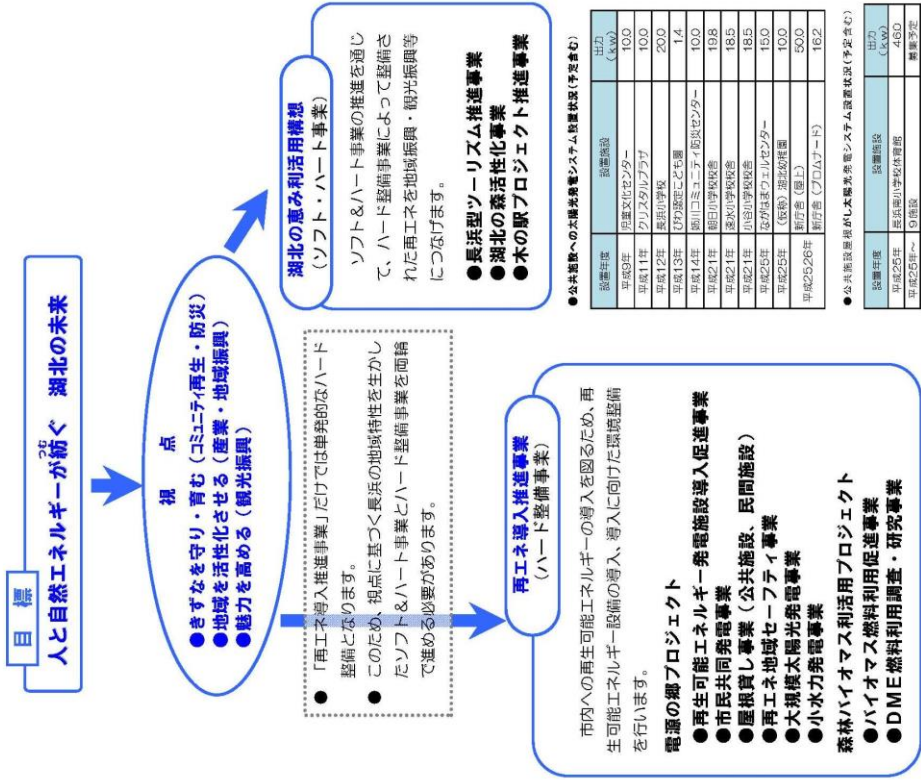 目標
人と自然エネルギーが紡ぐ 湖北の未来
つむ
視 点
●きずなを守り・育む（コミュニティ再生・防災）
●地域を活性化させる（産業・地域振興）
●魅力を高める（観光振興）
● 「再エネ導入推進事業」だけでは単発的なハード
整備となります。
● このため、視点に基づく長浜の地域特性を生かし
たソフト＆ハート事業とハード整備事業を両輪
で進める必要があります。
再エネ導入推進事業
（ハード整備事業）
市内への再生可能エネルギーの導入を図るため、再
生可能エネルギー設備の導入、導入に向けた環境整備
を行います。
電源の郷プロジェクト
●再生可能エネルギー発電施設導入促進事業
●市民共同発電事業
●屋根貸し事業（公共施設、民間施設）
●再エネ地域セーフティ事業
●大規模太陽光発電事業
●小水力発電事業
森林バイオマス利活用プロジェクト
●バイオマス燃料利用促進事業
●DME燃料利用調査・研究事業
湖北の恵み利活用構想
（ソフト・ハート事業）
ソフト＆ハート事業の推進を通じ
て、ハード整備事業によって整備さ
れた再エネを地域振興・観光振興等
につなげます。
●長浜型ツーリズム推進事業
●湖北の森活性化事業
●木の駅プロジェクト推進事業
●公共施設への太陽光発電システム設置状況（予定含む）
設置年度 設置施設 出力（kw）
平成9年 児童文化センター 10.0
平成11年 クリスタルプラザ 10.0
平成12年 長浜小学校 20.0
平成13年 びわ認定こども園 1.4
平成14年 姉川コミュニティ防災センター 10.0
平成21年 朝日小学校校舎 19.8
平成21年 速水小学校校舎 18.5
平成21年 小谷小学校校舎 18.5
平成25年 ながはまウェルセンター 15.0
平成25年 （仮称）湖北幼稚園 10.0
平成2526年 新庁舎（屋上） 50.0
新庁舎（プロムナード） 16.2
●公共施設屋根がし太陽光発電システム設置状況（予定含む）
設置年度 設置施設 出力（kw）
平成25年 長浜南小学校体育館 46.0
平成25年～ 9施設 募集予定